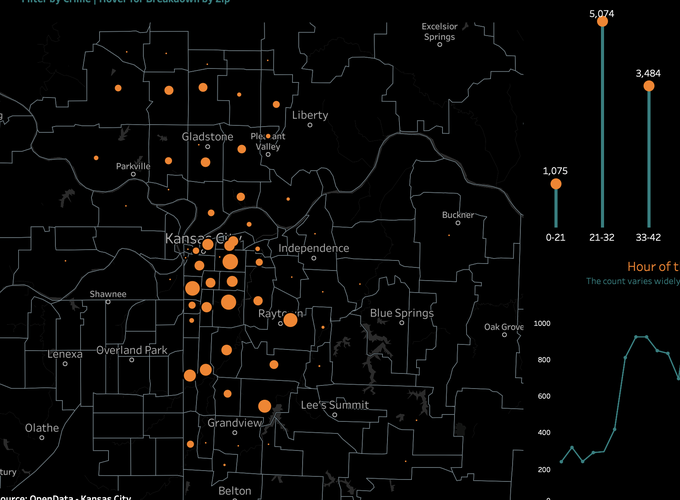 Filter by Crime | Hover for Breakdown by Zip
Excelsior
Springs
Liberty
Gladstone
Pleasant
Valley
Parkville
Buckner
Kansas City
Independence
Shawnee
Raytown
Blue Springs
Oak Grove
Lenexa
Overland Park
Lee's Summit
Olathe
Grandview
Belton
ource: OpenData - Kansas City
5,074
3,484
1,075
0-21
21-32
33-42
Hour of t
The count varies widely
1000
800
600
400
200